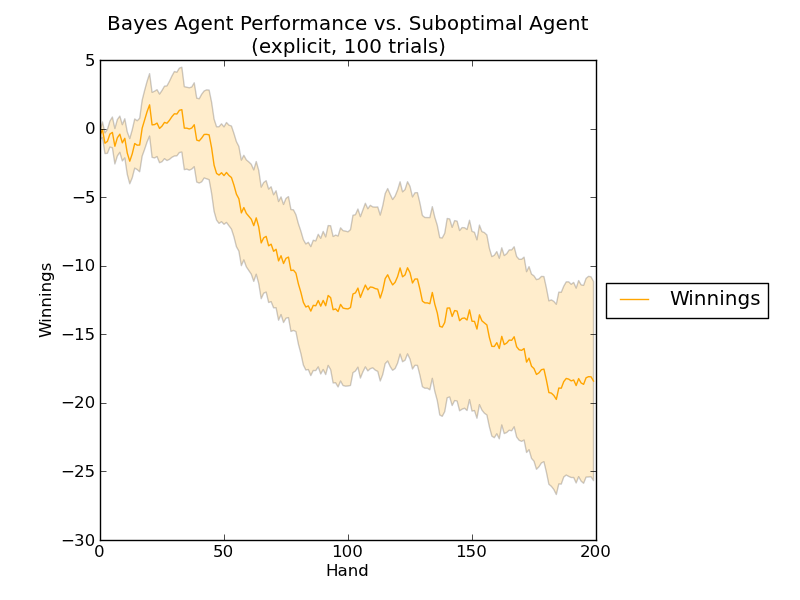 Bayes Agent Performance vs. Suboptimal Agent
(explicit, 100 trials)
5
0
−5
−10
−15
−20
−25
−30
Winnings
0 50 100 150 200
Hand
Winnings